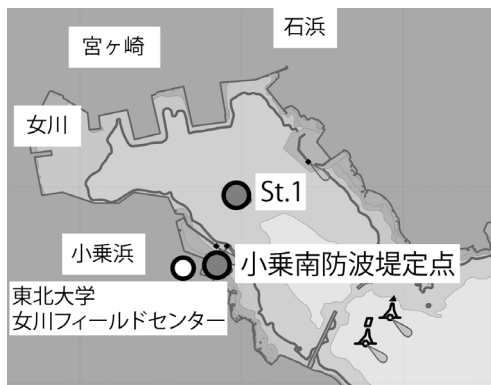 石浜
宮ヶ崎
女川
St.1
小乗浜
小乗南防波堤定点
東北大学
女川フィールドセンター